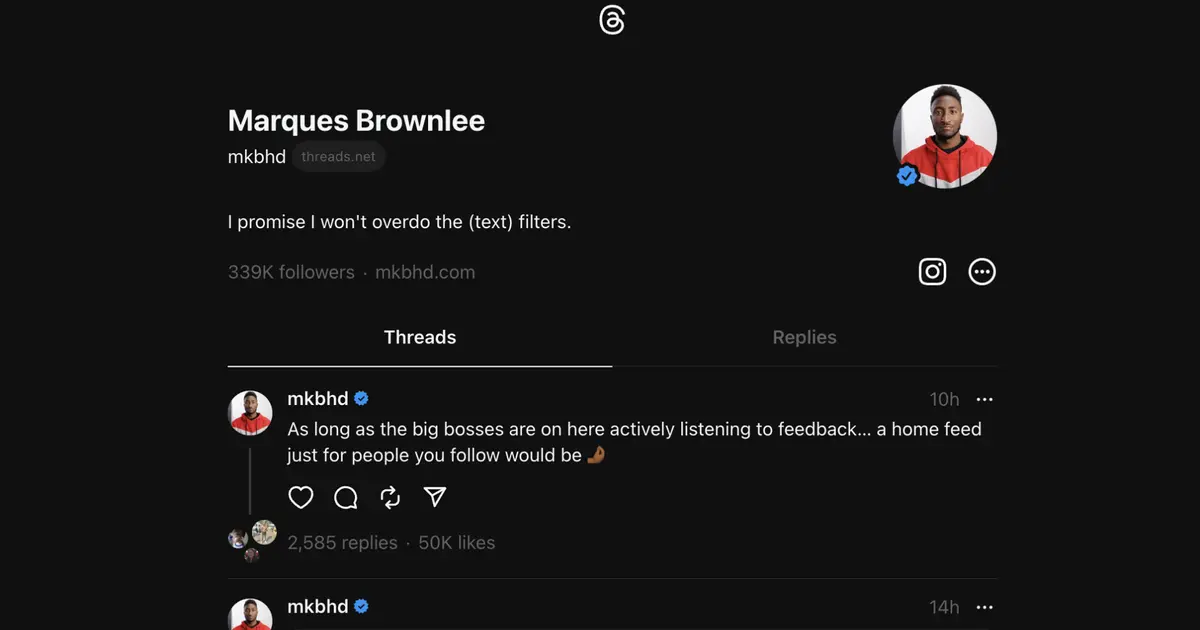 Marques Brownlee
mkbhd threads.net
I promise I won't overdo the (text) filters.
339K followers · mkbhd.com
Threads Replies
mkbhd 10h
As long as the big bosses are on here actively listening to feedback... a home feed
just for people you follow would be 🤌🏾
2,585 replies · 50K likes
mkbhd 14h